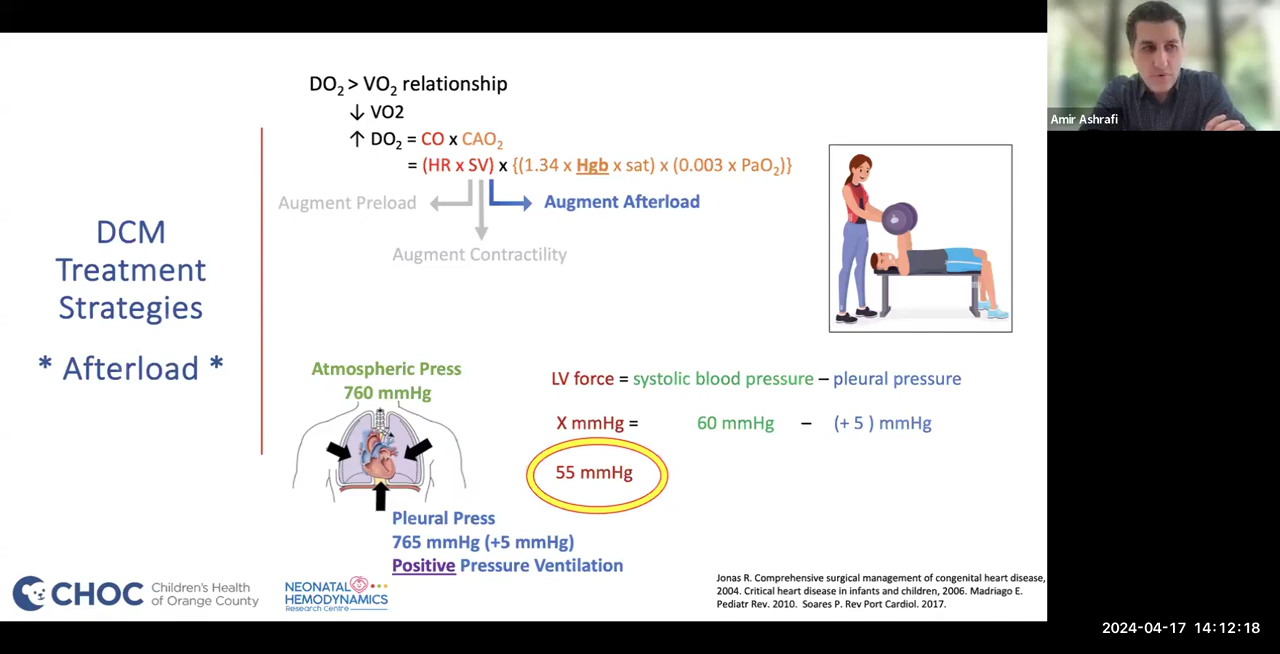 DO₂ > VO₂ relationship
↓ VO2
↑ DO₂ = CO x CAO₂
= (HR x SV) x {(1.34 x Hgb x sat) x (0.003 x PaO₂)}
Augment Preload
Augment Afterload
Augment Contractility
DCM
Treatment
Strategies
* Afterload *
Atmospheric Press
760 mmHg
LV force = systolic blood pressure – pleural pressure
X mmHg = 60 mmHg – (+ 5 ) mmHg
55 mmHg
Pleural Press
765 mmHg (+5 mmHg)
Positive Pressure Ventilation
CHOC Children's Health
of Orange County
NEONATAL
HEMODYNAMICS
Research Centre
Jonas R. Comprehensive surgical management of congenital heart disease,
2004. Critical heart disease in infants and children, 2006. Madriago E.
Pediatr Rev. 2010. Soares P. Rev Port Cardiol. 2017.
Amir Ashrafi
2024-04-17 14:12:18